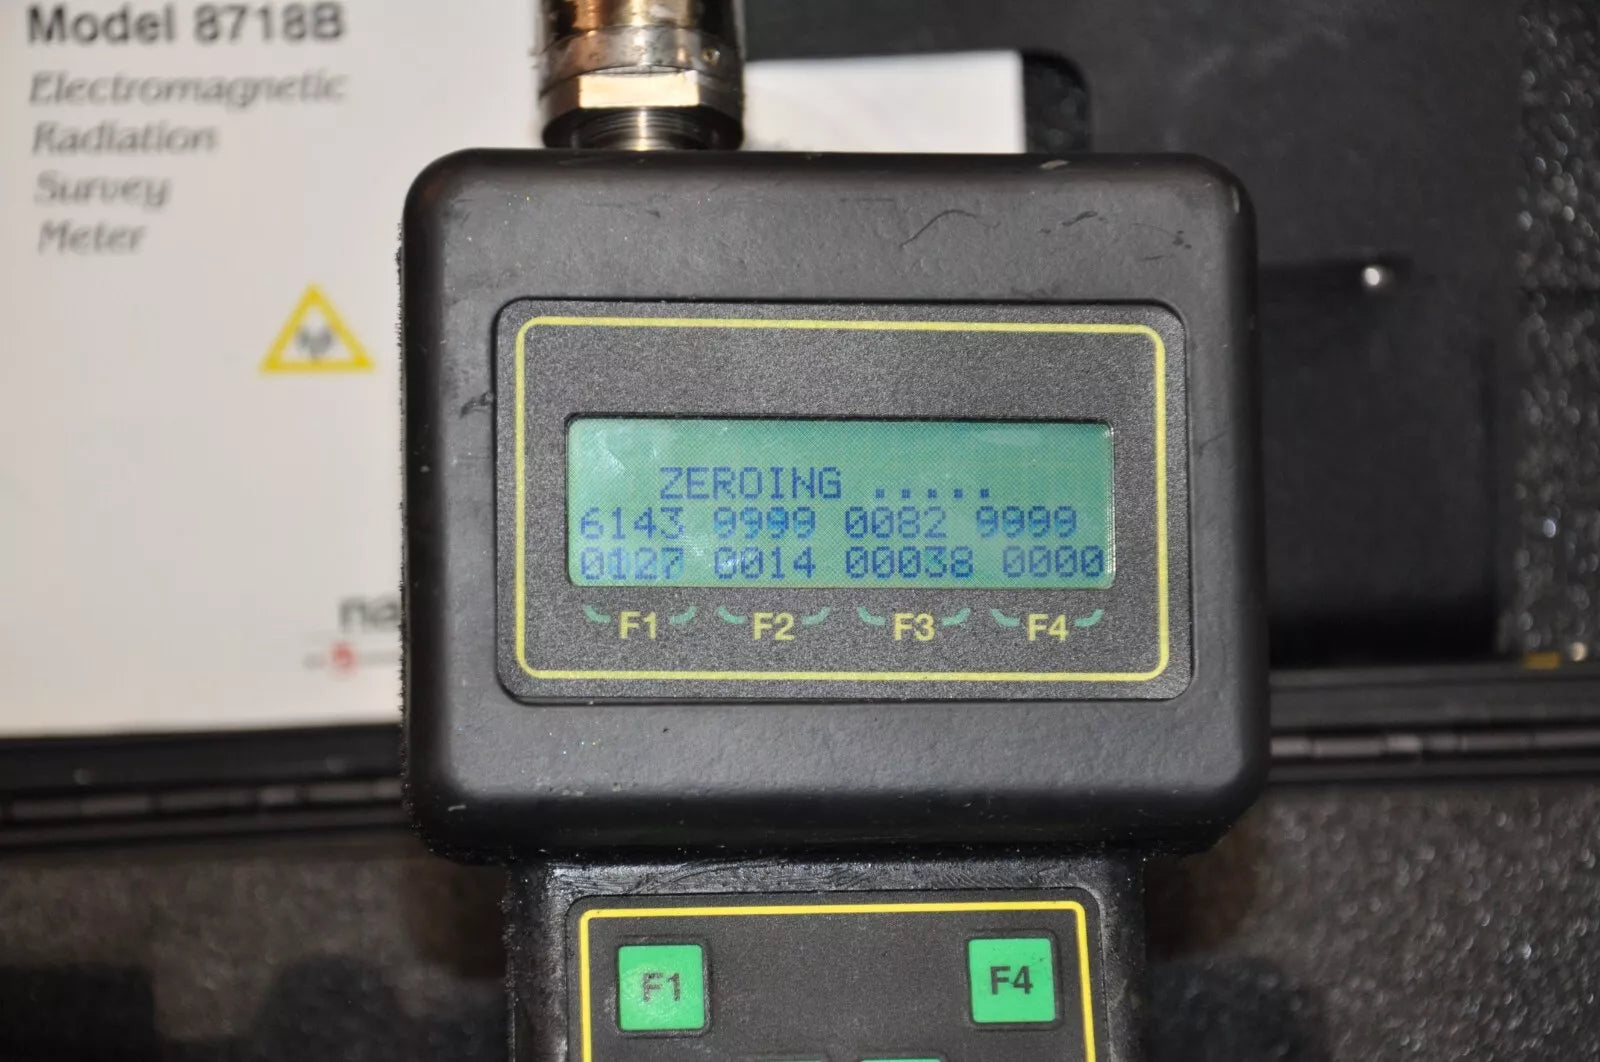 Model 8718B
Electromagnetic
Radiation
Survey
Meter
na
ZEROING .....
6143 9999 0082 9999
0127 0014 00038 0000
F1 F2 F3 F4
F1 F4